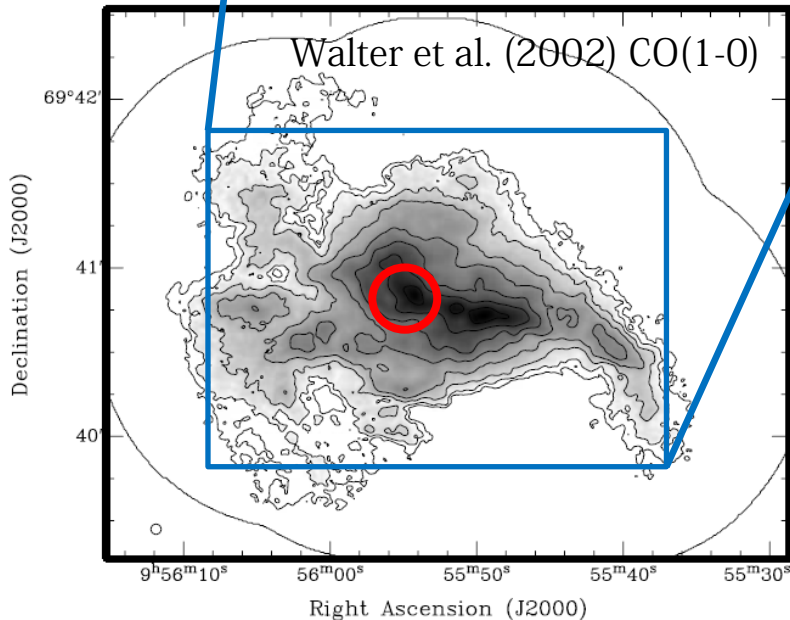 Walter et al. (2002) CO(1-0)
69°42′
41′
40′
Declination (J2000)
9ʰ56ᵐ10ˢ 56ᵐ00ˢ 55ᵐ50ˢ 55ᵐ40ˢ 55ᵐ30ˢ
Right Ascension (J2000)